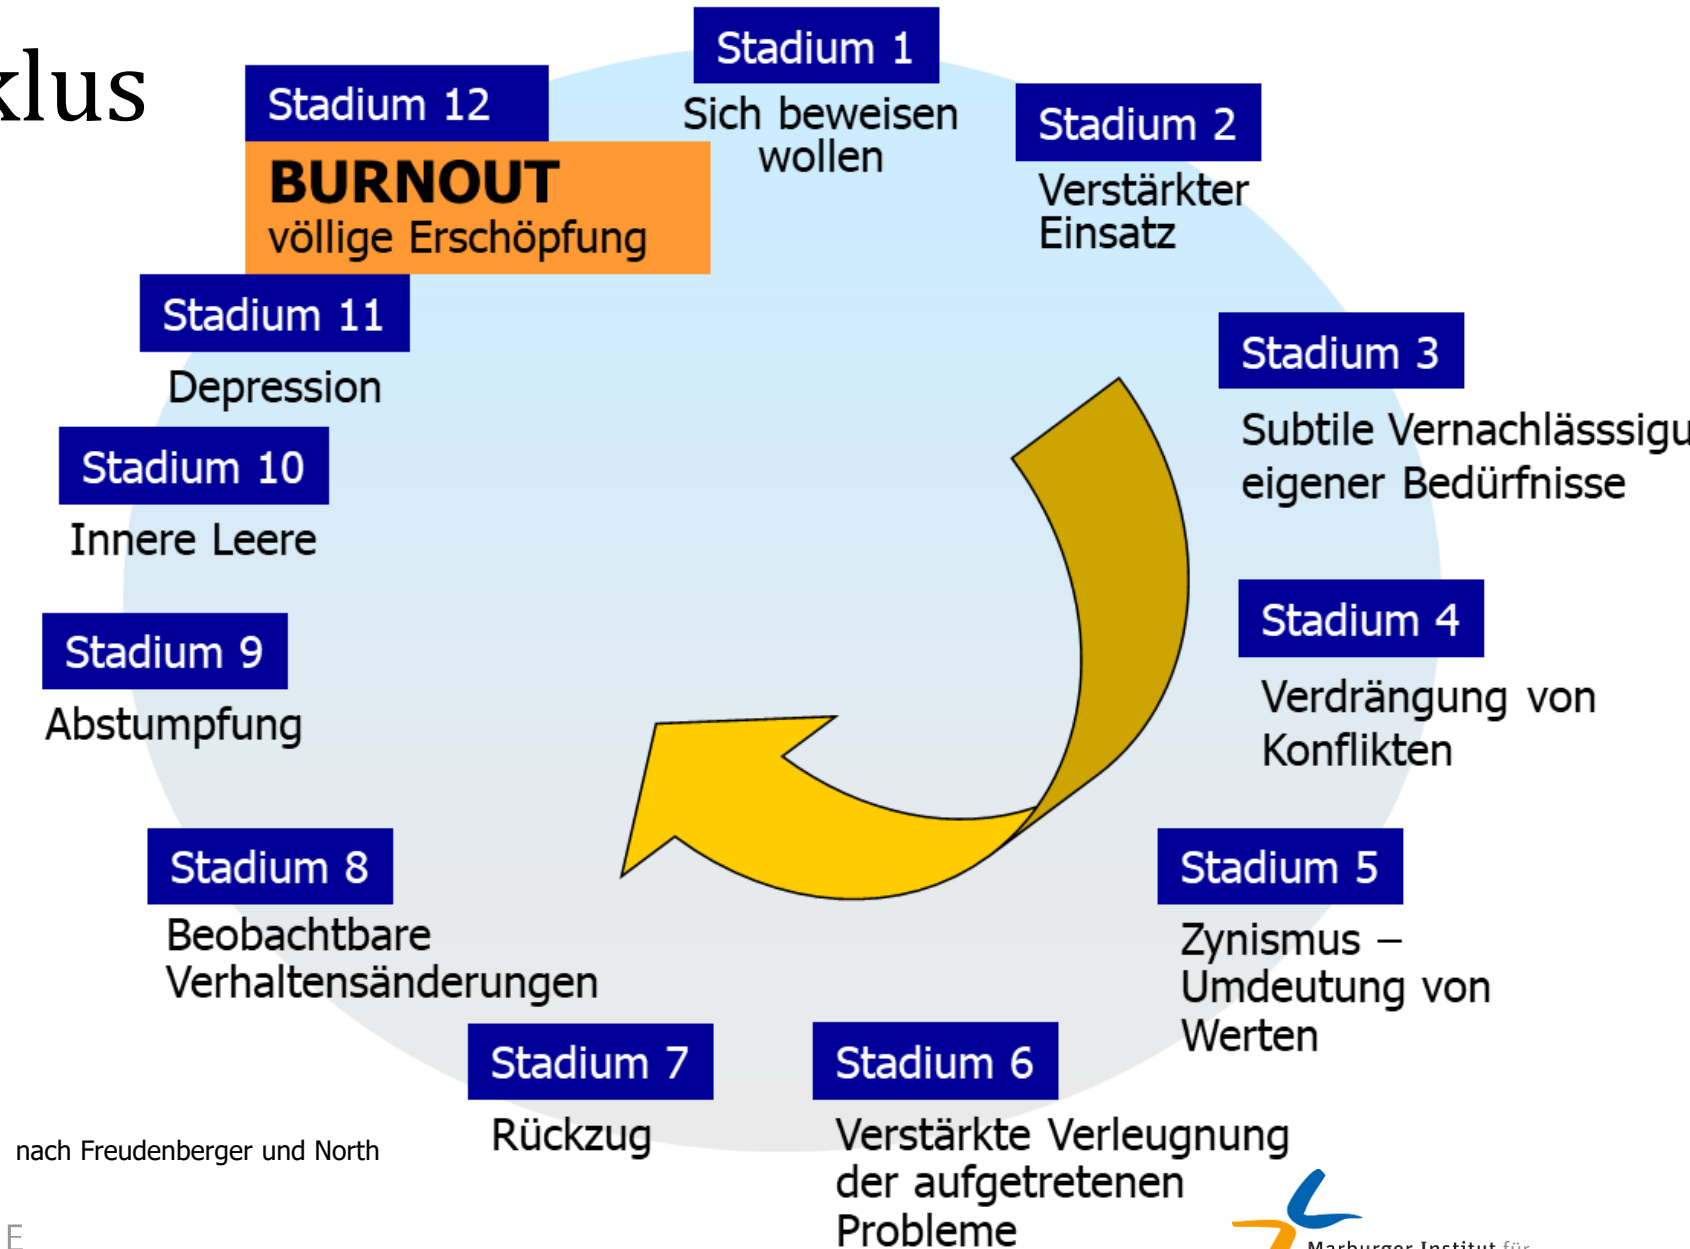 klus
Stadium 1
Sich beweisen
wollen
Stadium 2
Verstärkter
Einsatz
Stadium 3
Subtile Vernachlässsigu
eigener Bedürfnisse
Stadium 4
Verdrängung von
Konflikten
Stadium 5
Zynismus –
Umdeutung von
Werten
Stadium 6
Verstärkte Verleugnung
der aufgetretenen
Probleme
Stadium 7
Rückzug
Stadium 8
Beobachtbare
Verhaltensänderungen
Stadium 9
Abstumpfung
Stadium 10
Innere Leere
Stadium 11
Depression
Stadium 12
BURNOUT
völlige Erschöpfung
nach Freudenberger und North
E
Marburger Institut für